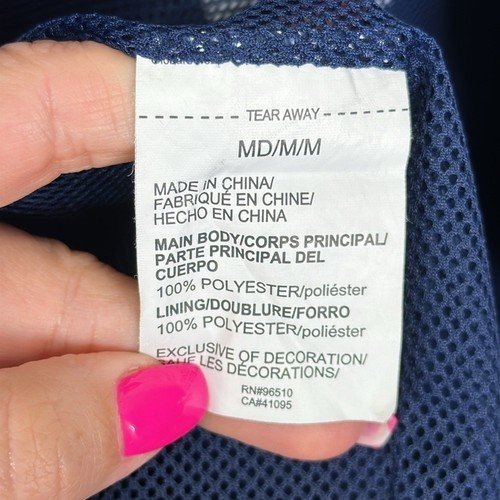 TEAR AWAY
MD/M/M
MADE IN CHINA/
FABRIQUÉ EN CHINE/
HECHO EN CHINA
MAIN BODY/CORPS PRINCIPAL/
PARTE PRINCIPAL DEL
CUERPO
100% POLYESTER/poliéster
LINING/DOUBLURE/FORRO
100% POLYESTER/poliéster
EXCLUSIVE OF DECORATION/
LES DÉCORATIONS/
RN#96510
CA#41095